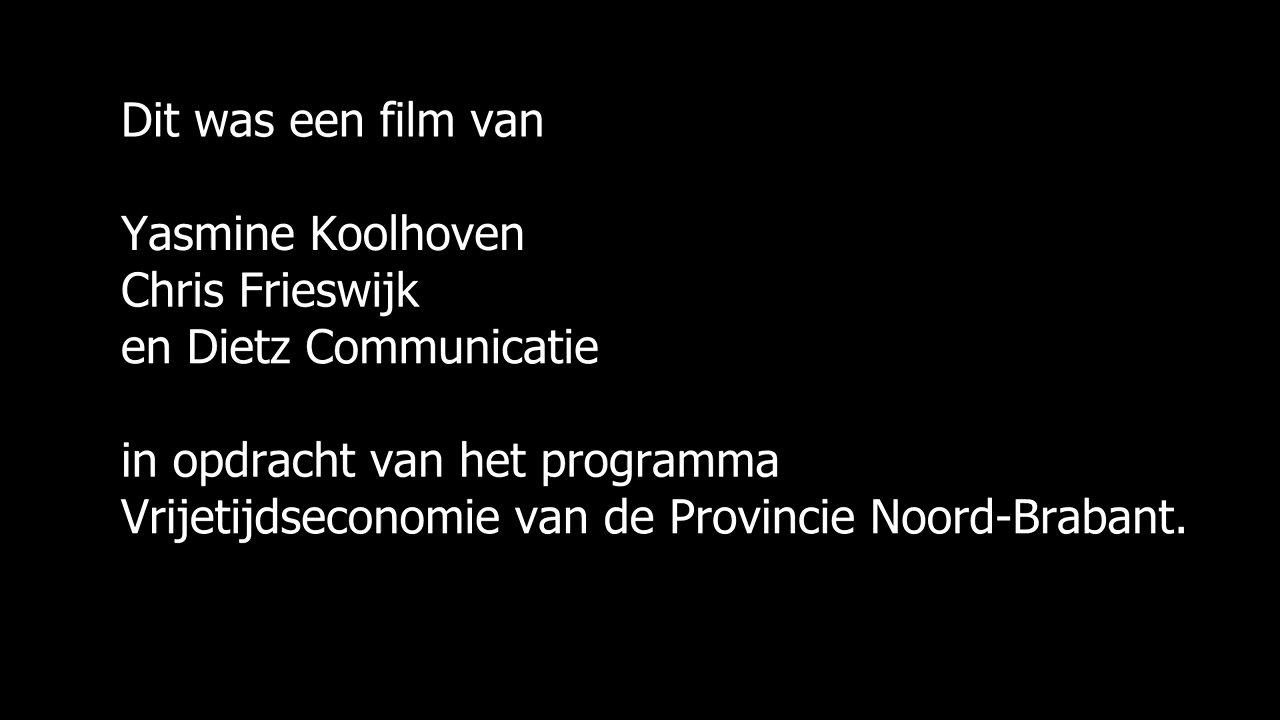 Dit was een film van
Yasmine Koolhoven
Chris Frieswijk
en Dietz Communicatie
in opdracht van het programma
Vrijetijdseconomie van de Provincie Noord-Brabant.